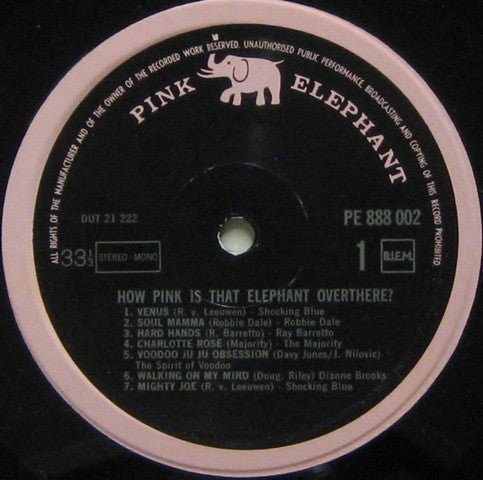 ALL RIGHTS OF THE MANUFACTURER AND OF THE OWNER OF THE RECORDED WORK RESERVED. UNAUTHORISED PUBLIC PERFORMANCE, BROADCASTING AND COPYING OF THIS RECORD PROHIBITED
PINK ELEPHANT
DUT 21 222
PE 888 002
33⅓
STEREO - MONO
1
B.I.E.M.
HOW PINK IS THAT ELEPHANT OVERTHERE?
1. VENUS (R. v. Leeuwen) - Shocking Blue
2. SOUL MAMMA (Robbie Dale) - Robbie Dale
3. HARD HANDS (R. Barretto) - Ray Barretto
4. CHARLOTTE ROSE (Majority) - The Majority
5. VOODOO JU JU OBSESSION (Davy Jones/J. Nilovic)
The Spirit of Voodoo
6. WALKING ON MY MIND (Doug. Riley) Dianne Brooks
7. MIGHTY JOE (R. v. Leeuwen) - Shocking Blue